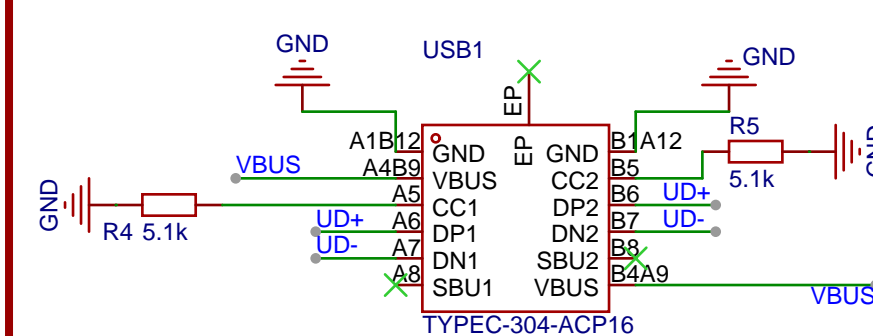 GND
USB1
GND
EP
EP
A1B12
GND
GND
B1A12
R5
5.1k
GND
VBUS
A4B9
VBUS
CC2
B5
GND
R4 5.1k
A5
CC1
DP2
B6
UD+
UD+
A6
DP1
DN2
B7
UD-
UD-
A7
DN1
SBU2
B8
A8
SBU1
VBUS
B4A9
VBUS
TYPEC-304-ACP16